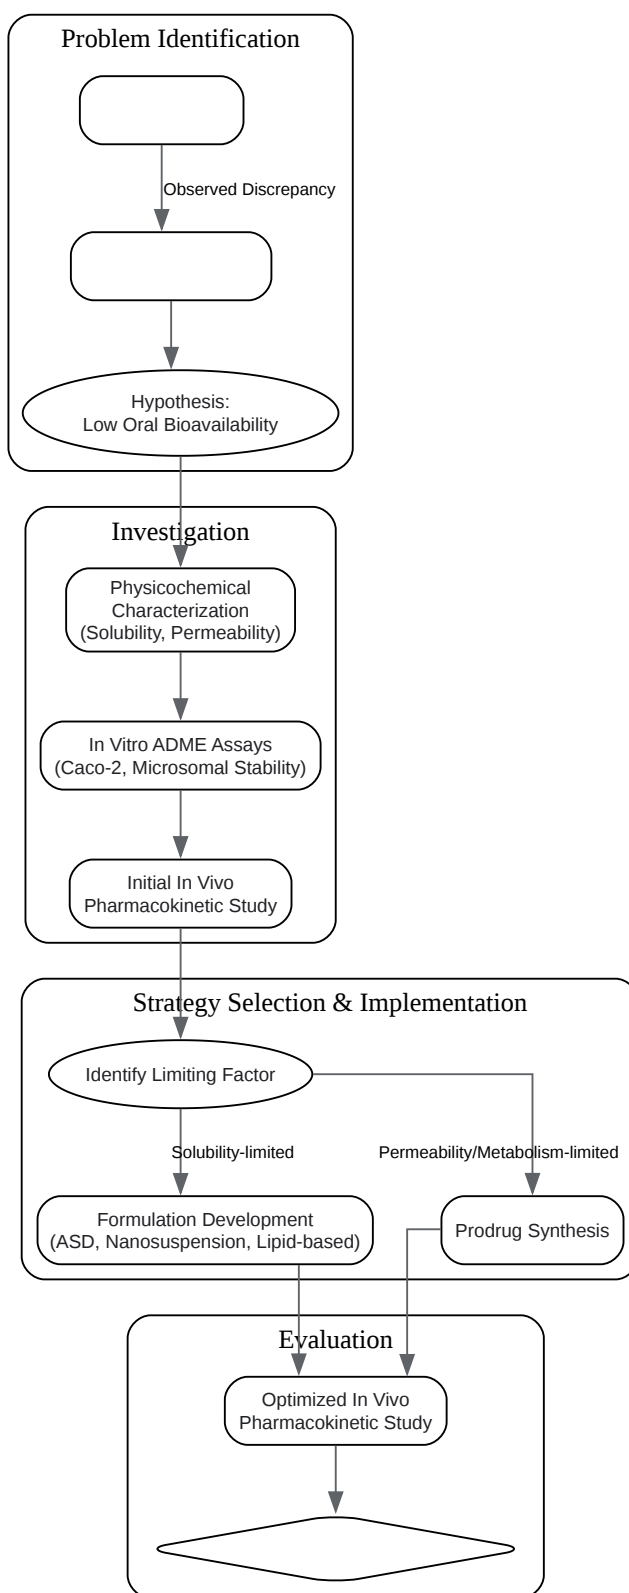 Problem Identification
Observed Discrepancy
Hypothesis:
Low Oral Bioavailability
Investigation
Physicochemical
Characterization
(Solubility, Permeability)
In Vitro ADME Assays
(Caco-2, Microsomal Stability)
Initial In Vivo
Pharmacokinetic Study
Strategy Selection & Implementation
Identify Limiting Factor
Solubility-limited
Permeability/Metabolism-limited
Formulation Development
(ASD, Nanosuspension, Lipid-based)
Prodrug Synthesis
Evaluation
Optimized In Vivo
Pharmacokinetic Study